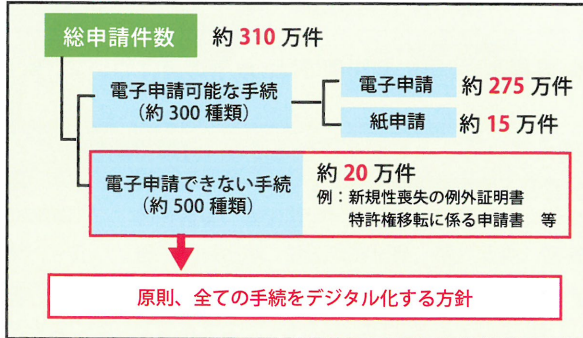 総申請件数 約 310 万件
電子申請可能な手続
（約 300 種類）
電子申請 約 275 万件
紙申請 約 15 万件
電子申請できない手続
（約 500 種類）
約 20 万件
例：新規性喪失の例外証明書
特許権移転に係る申請書 等
原則、全ての手続をデジタル化する方針